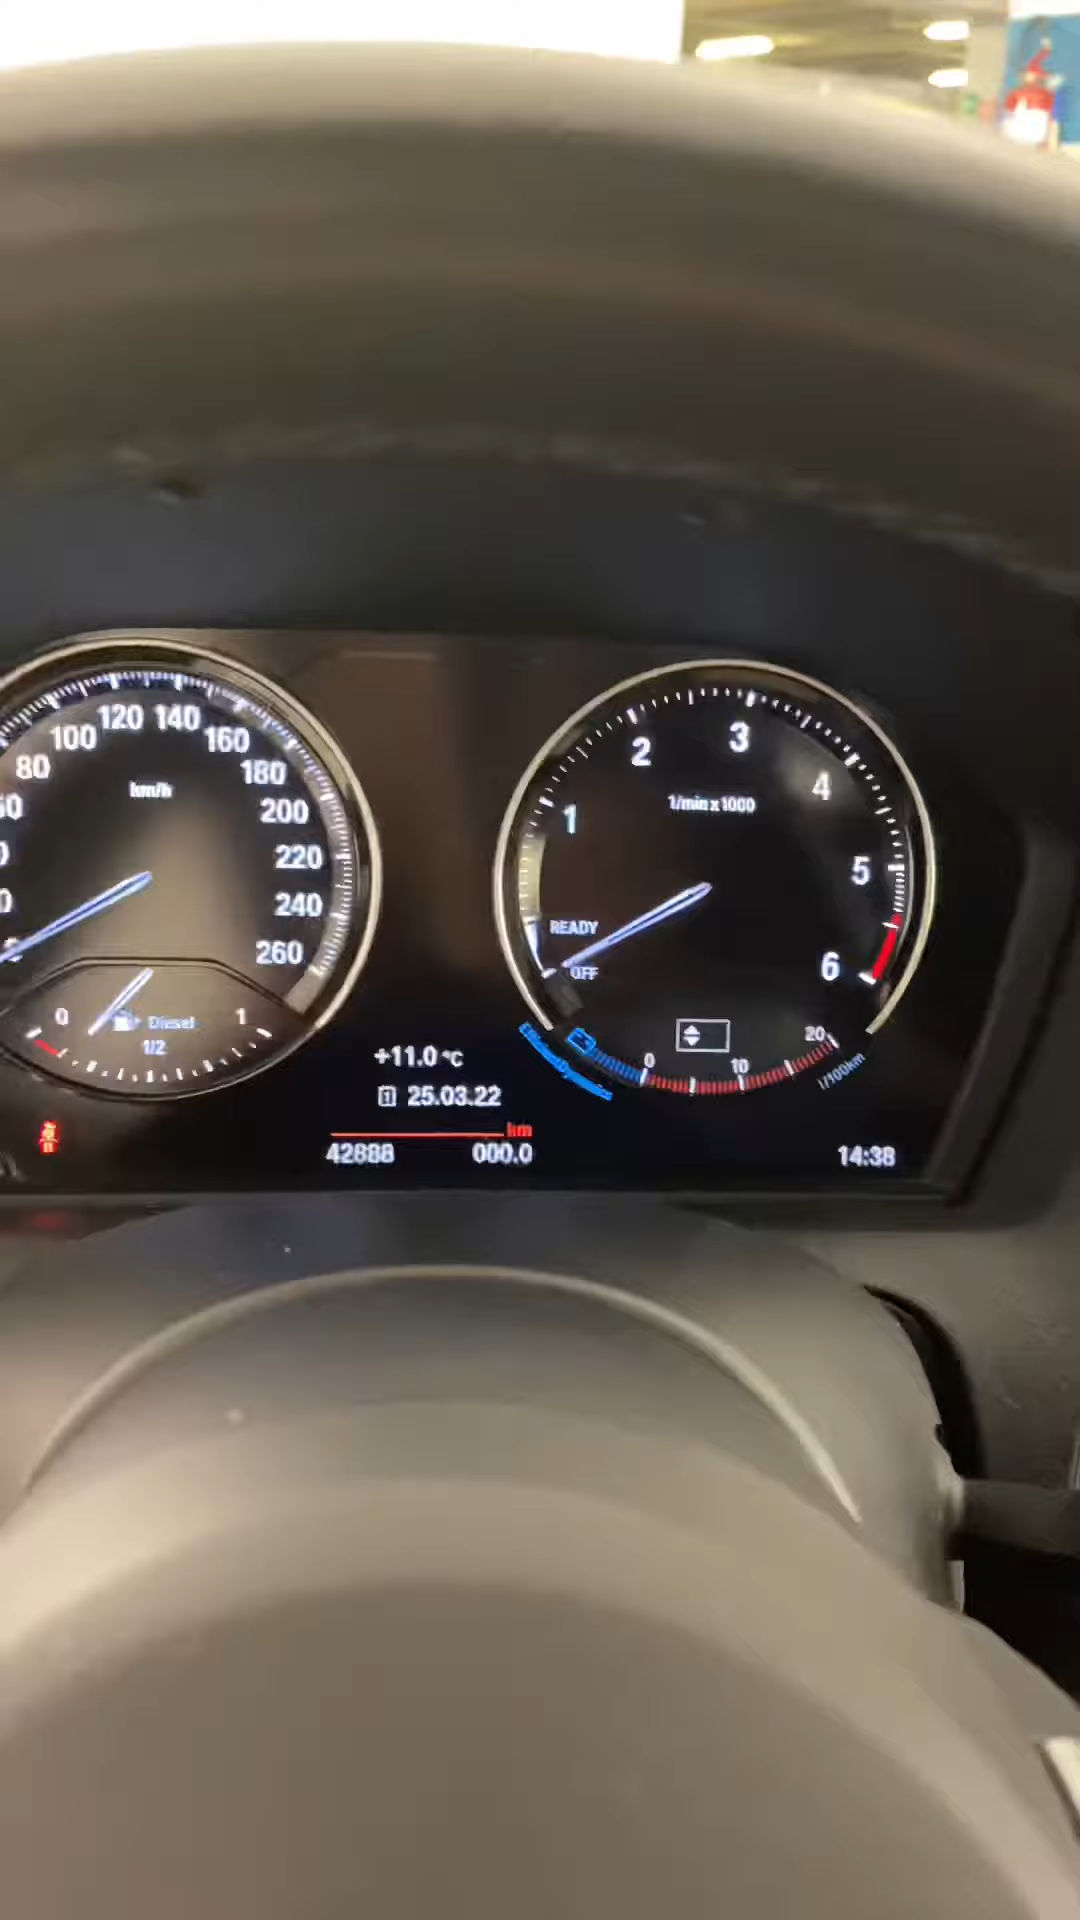 120 140
100
160
80
180
km/h
200
220
240
260
0
Diesel
1
1/2
2
3
4
1
1/min x 1000
5
READY
OFF
6
EfficientDynamics
0
10
20
l/100km
+11.0 °C
25.03.22
km
42888
000.0
14:38